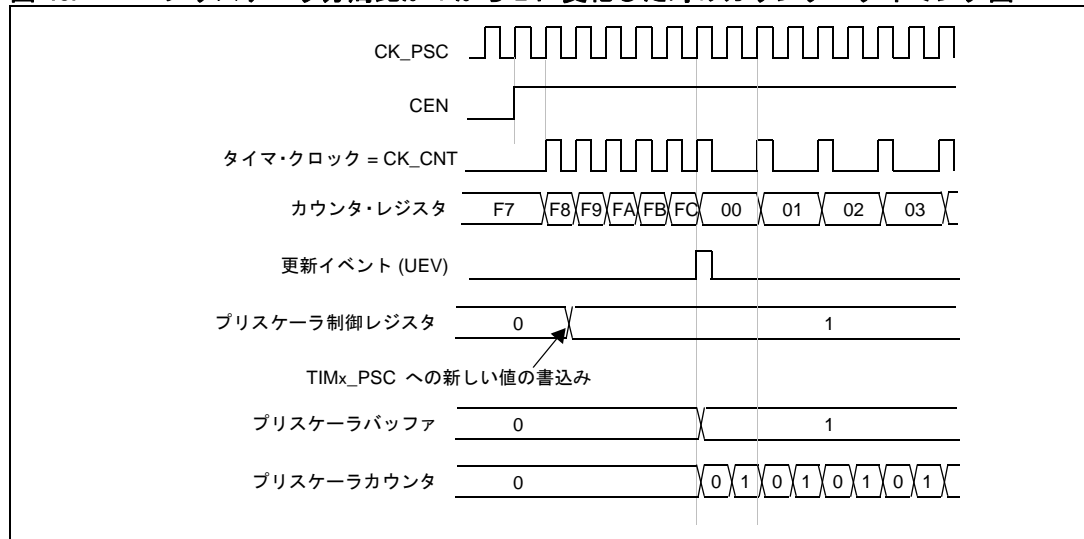 CK_PSC
CEN
タイマ・クロック = CK_CNT
カウンタ・レジスタ F7 F8 F9 FA FB FC 00 01 02 03
更新イベント (UEV)
プリスケーラ制御レジスタ 0 1
TIMx_PSC への新しい値の書込み
プリスケーラバッファ 0 1
プリスケーラカウンタ 0 0 1 0 1 0 1 0 1